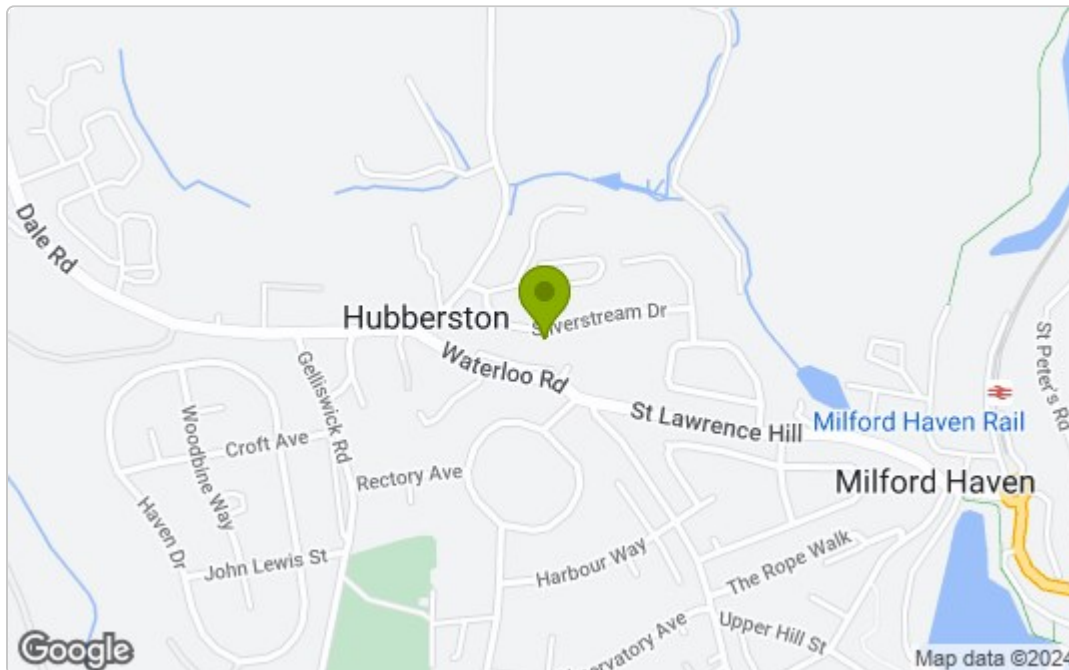 Dale Rd
Hubberston
Silverstream Dr
Waterloo Rd
St Lawrence Hill
Gelliswick Rd
Woodbine Way
Croft Ave
Rectory Ave
Haven Dr
John Lewis St
Harbour Way
The Rope Walk
Upper Hill St
Milford Haven Rail
Milford Haven
St Peter's Rd
Google
Map data ©2024